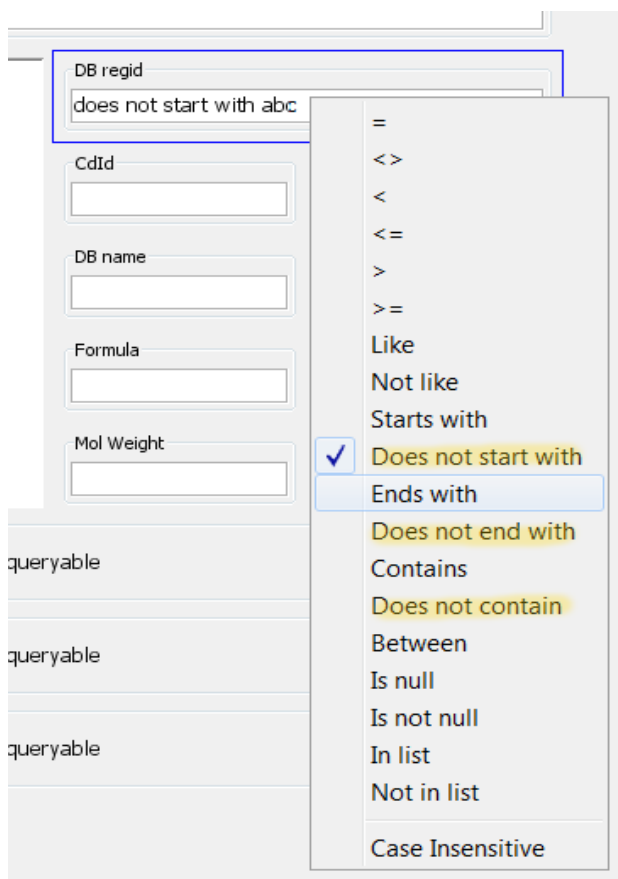 DB regid
does not start with abc
CdId
DB name
Formula
Mol Weight
queryable
queryable
queryable
=
<>
<
<=
>
>=
Like
Not like
Starts with
Does not start with
Ends with
Does not end with
Contains
Does not contain
Between
Is null
Is not null
In list
Not in list
Case Insensitive